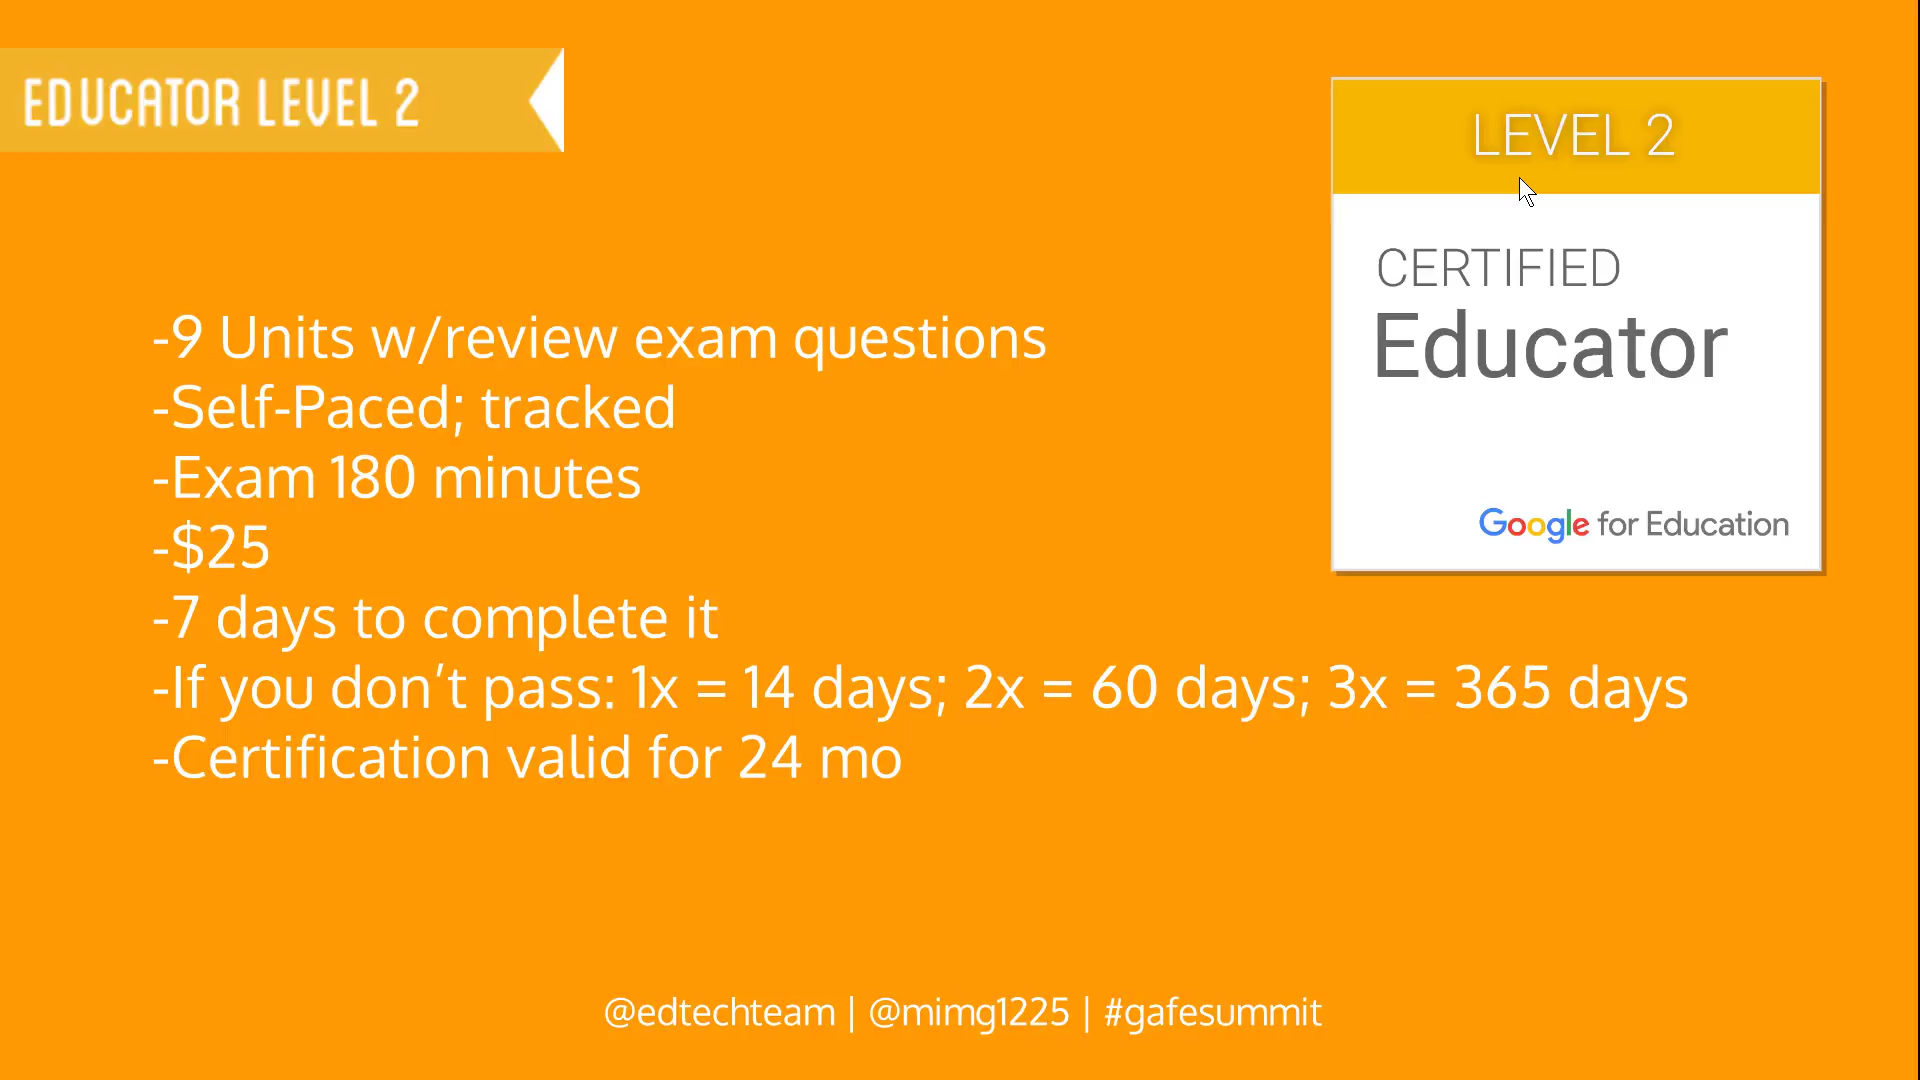 EDUCATOR LEVEL 2
LEVEL 2
CERTIFIED
Educator
Google for Education
-9 Units w/review exam questions
-Self-Paced; tracked
-Exam 180 minutes
-$25
-7 days to complete it
-If you don’t pass: 1x = 14 days; 2x = 60 days; 3x = 365 days
-Certification valid for 24 mo
@edtechteam | @mimg1225 | #gafesummit